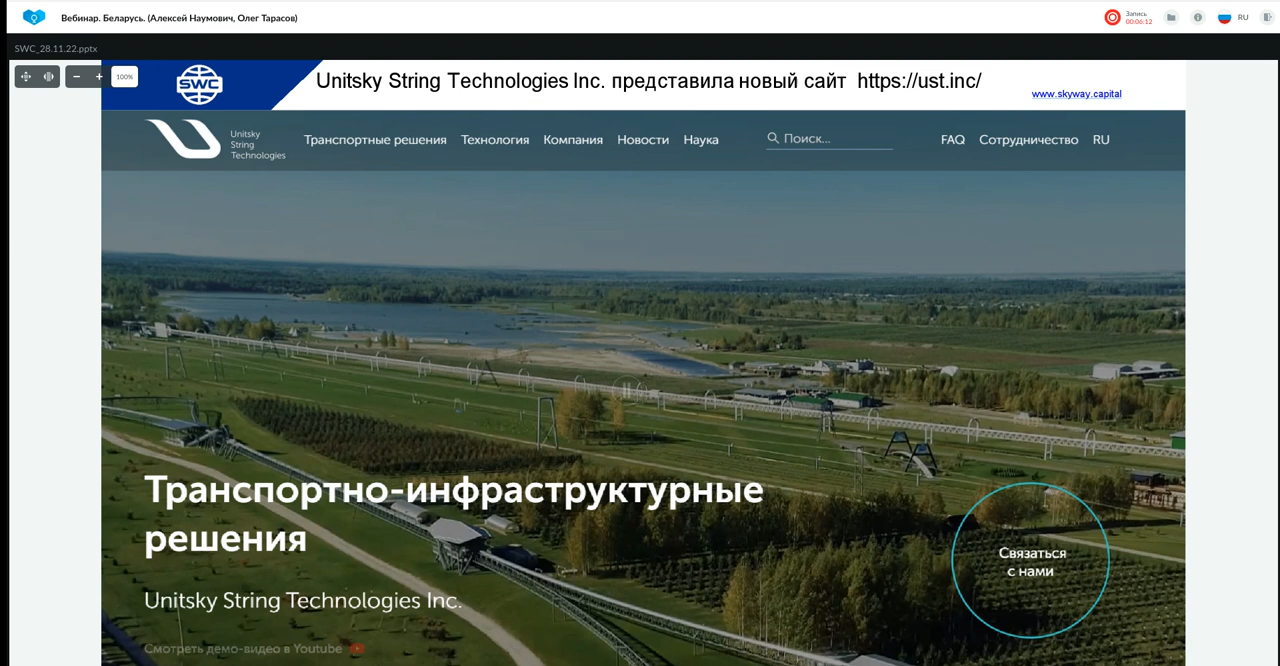 Вебинар. Беларусь. (Алексей Наумович, Олег Тарасов)
Запись
00:06:12
RU
SWC_28.11.22.pptx
100%
SWC
Unitsky String Technologies Inc. представила новый сайт https://ust.inc/
www.skyway.capital
Unitsky
String
Technologies
Транспортные решения Технология Компания Новости Наука
Поиск...
FAQ Сотрудничество RU
Транспортно-инфраструктурные
решения
Связаться
с нами
Unitsky String Technologies Inc.
Смотреть демо-видео в Youtube